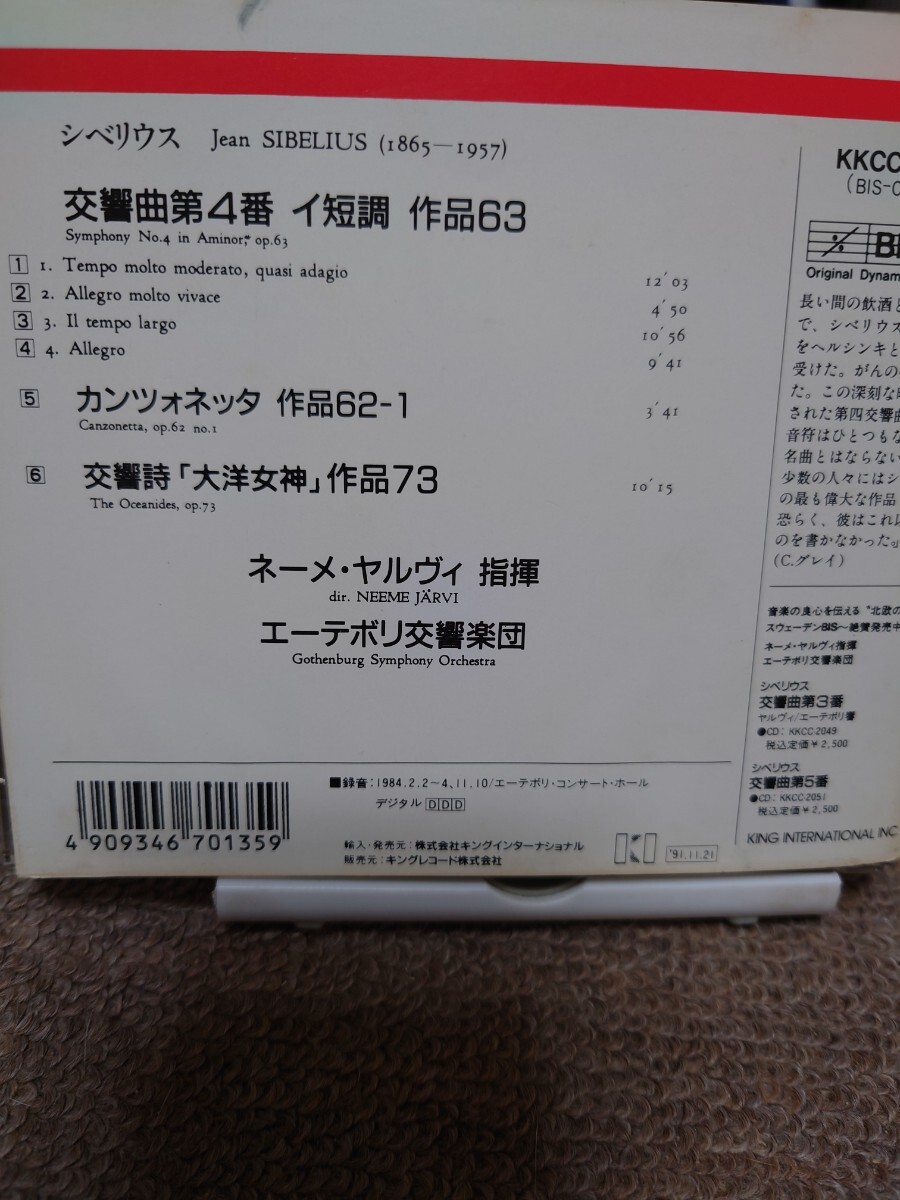 シベリウス Jean SIBELIUS (1865—1957)
交響曲第4番 イ短調 作品63
Symphony No.4 in Aminor, op.63
1 1. Tempo molto moderato, quasi adagio 12′03
2 2. Allegro molto vivace 4′50
3 3. Il tempo largo 10′56
4 4. Allegro 9′41
5 カンツォネッタ 作品62-1 3′41
Canzonetta, op.62 no.1
6 交響詩「大洋女神」作品73 10′15
The Oceanides, op.73
ネーメ・ヤルヴィ 指揮
dir. NEEME JÄRVI
エーテボリ交響楽団
Gothenburg Symphony Orchestra
■録音:1984.2.2〜4,11.10/エーテボリ・コンサート・ホール
デジタル DDD
4 909346 701359
輸入・発売元:株式会社キングインターナショナル
販売元:キングレコード株式会社
'91.11.21
KKCC
(BIS-
Original
長い間の飲酒
で、シベリウス
をヘルシンキと
受けた。がんの
た。この深刻な
された第四交響曲
音符はひとつもな
名曲とはならない
少数の人々にはシ
の最も偉大な作品
恐らく、彼はこれ以
のを書かなかった。』
(C.グレイ)
音楽の良心を伝える "北欧の
スウェーデンBIS〜絶賛発売中
ネーメ・ヤルヴィ指揮
エーテボリ交響楽団
シベリウス
交響曲第3番
ヤルヴィ/エーテボリ響
●CD:KKCC-2049
税込定価¥2,500
シベリウス
交響曲第5番
●CD:KKCC-2051
税込定価¥2,500
KING INTERNATIONAL INC